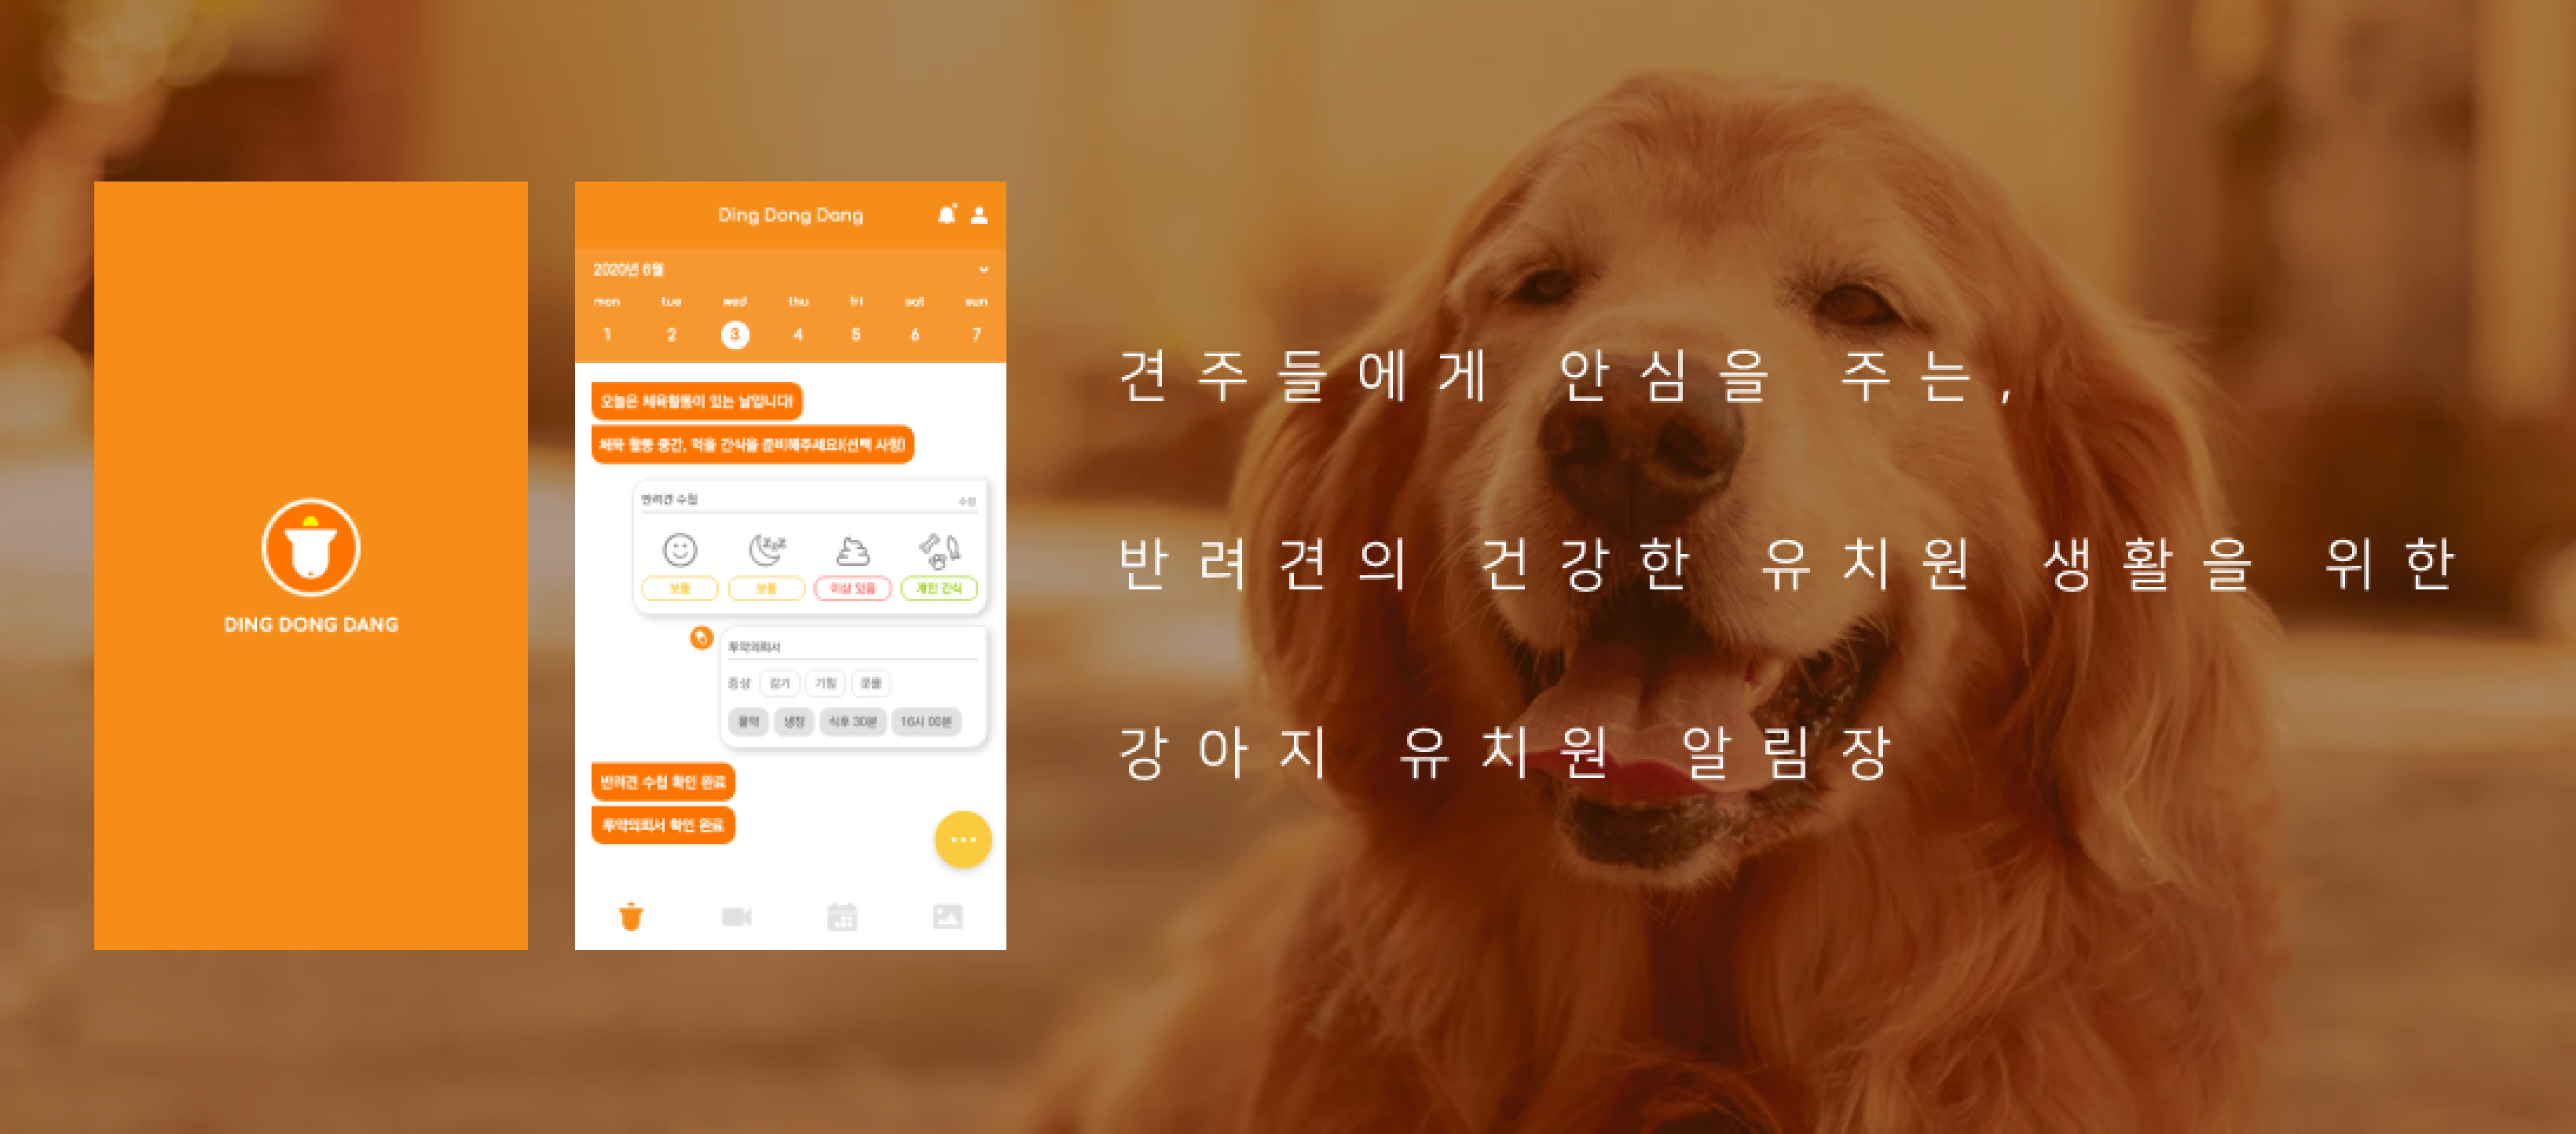 DING DONG DANG
Ding Dong Dang
2020년 6월
mon tue wed thu fri sat sun
1 2 3 4 5 6 7
오늘은 체육활동이 있는 날입니다!
체육 활동 중간, 먹을 간식을 준비해주세요!(선택 사항)
반려견 수첩
수정
보통 보통 이상 있음 개인 간식
투약의뢰서
증상 감기 기침 콧물
물약 냉장 식후 30분 16시 00분
반려견 수첩 확인 완료
투약의뢰서 확인 완료
견주들에게 안심을 주는,
반려견의 건강한 유치원 생활을 위한
강아지 유치원 알림장